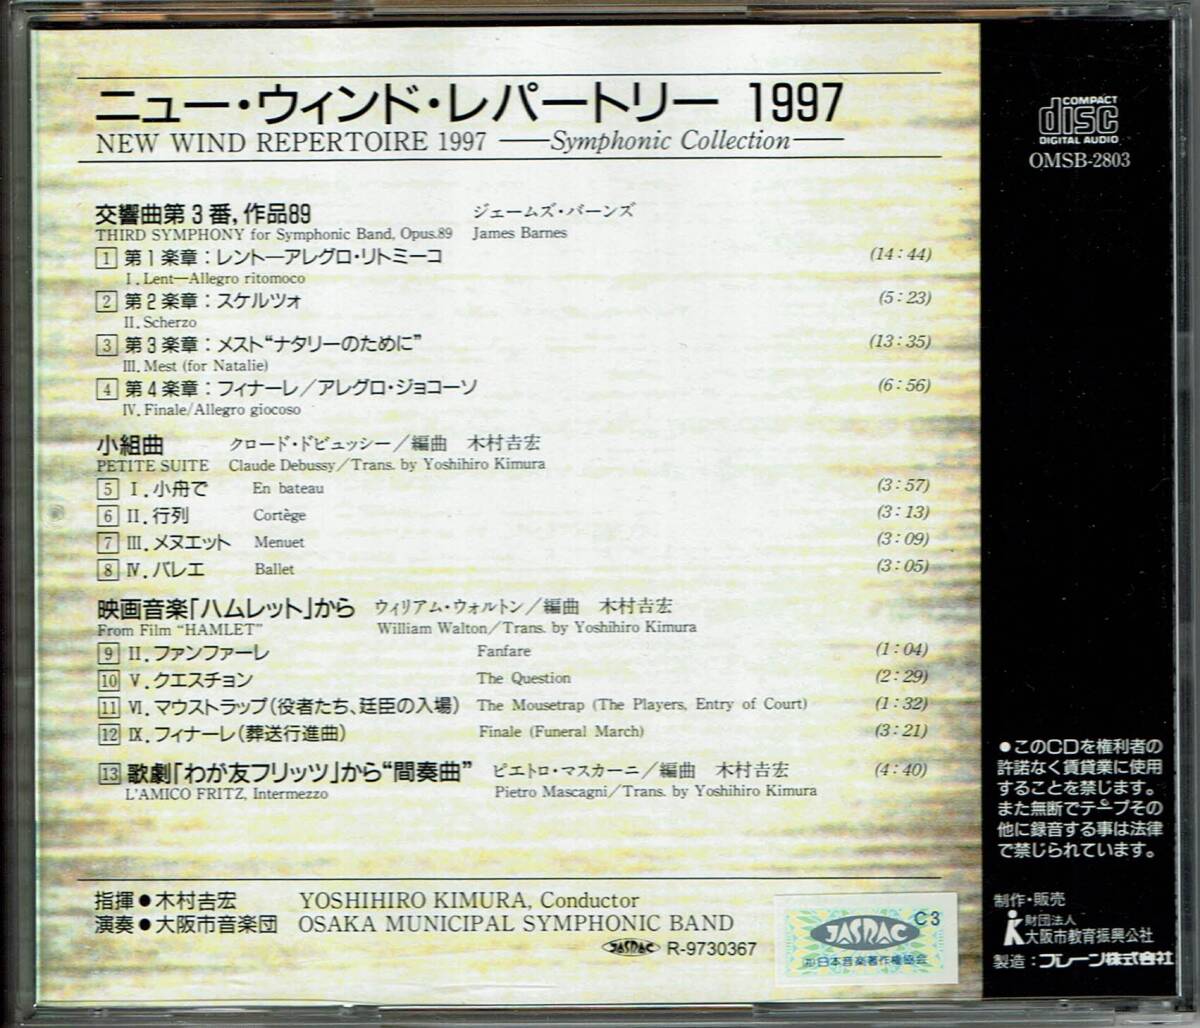 ニュー・ウィンド・レパートリー 1997
NEW WIND REPERTOIRE 1997 ——Symphonic Collection——
交響曲第3番,作品89 ジェームズ・バーンズ
THIRD SYMPHONY for Symphonic Band, Opus.89 James Barnes
1 第1楽章：レント—アレグロ・リトミーコ (14：44)
I. Lent—Allegro ritomoco
2 第2楽章：スケルツォ (5：23)
II. Scherzo
3 第3楽章：メスト“ナタリーのために” (13：35)
III. Mest (for Natalie)
4 第4楽章：フィナーレ／アレグロ・ジョコーソ (6：56)
IV. Finale/Allegro giocoso
小組曲 クロード・ドビュッシー／編曲 木村吉宏
PETITE SUITE Claude Debussy／Trans. by Yoshihiro Kimura
5 I.小舟で En bateau (3：57)
6 II.行列 Cortège (3：13)
7 III.メヌエット Menuet (3：09)
8 IV.バレエ Ballet (3：05)
映画音楽「ハムレット」から ウィリアム・ウォルトン／編曲 木村吉宏
From Film “HAMLET” William Walton／Trans. by Yoshihiro Kimura
9 II.ファンファーレ Fanfare (1：04)
10 V.クエスチョン The Question (2：29)
11 VI.マウストラップ(役者たち、廷臣の入場) The Mousetrap (The Players, Entry of Court) (1：32)
12 IX.フィナーレ(葬送行進曲) Finale (Funeral March) (3：21)
13 歌劇「わが友フリッツ」から“間奏曲” ピエトロ・マスカーニ／編曲 木村吉宏 (4：40)
L'AMICO FRITZ, Intermezzo Pietro Mascagni／Trans. by Yoshihiro Kimura
指揮●木村吉宏 YOSHIHIRO KIMURA, Conductor
演奏●大阪市音楽団 OSAKA MUNICIPAL SYMPHONIC BAND
JASRAC R-9730367
C3
JASRAC
(社)日本音楽著作権協会
COMPACT
disc
DIGITAL AUDIO
OMSB-2803
●このCDを権利者の
許諾なく賃貸業に使用
することを禁じます。
また無断でテープその
他に録音する事は法律
で禁じられています。
制作・販売
財団法人
大阪市教育振興公社
製造：ブレーン株式会社